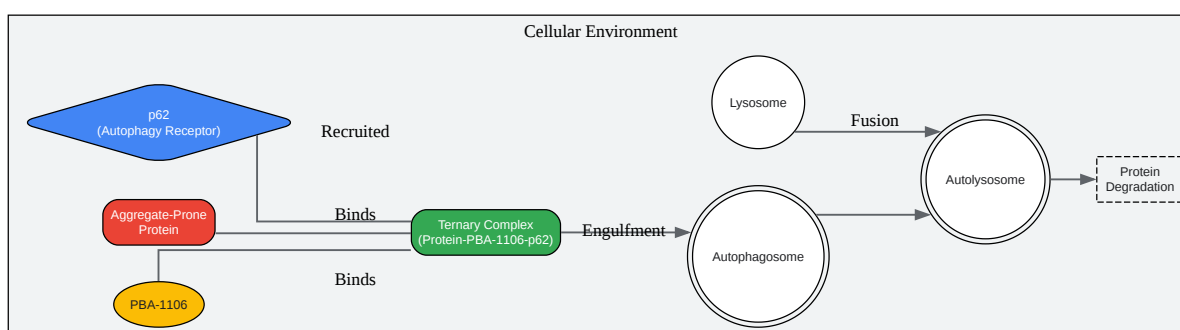 Cellular Environment
p62
(Autophagy Receptor)
Recruited
Lysosome
Fusion
Autolysosome
Protein
Degradation
Aggregate-Prone
Protein
Binds
Ternary Complex
(Protein-PBA-1106-p62)
Engulfment
Autophagosome
Binds
PBA-1106